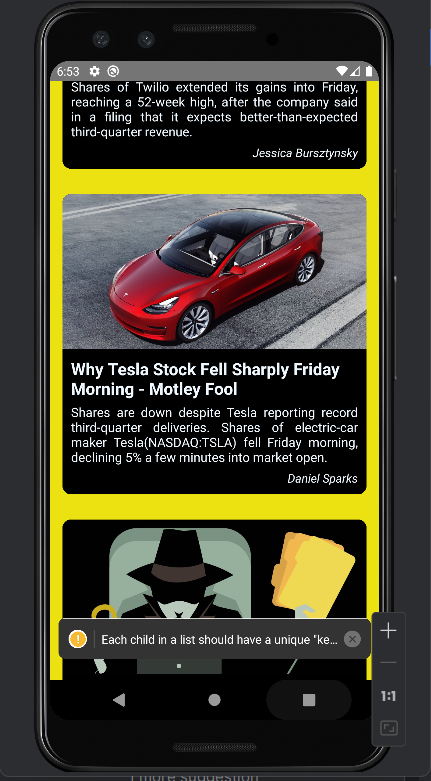 6:53
Shares of Twilio extended its gains into Friday,
reaching a 52-week high, after the company said
in a filing that it expects better-than-expected
third-quarter revenue.
Jessica Bursztynsky
Why Tesla Stock Fell Sharply Friday
Morning - Motley Fool
Shares are down despite Tesla reporting record
third-quarter deliveries. Shares of electric-car
maker Tesla(NASDAQ:TSLA) fell Friday morning,
declining 5% a few minutes into market open.
Daniel Sparks
! Each child in a list should have a unique "ke...
1:1
1 more suggestion